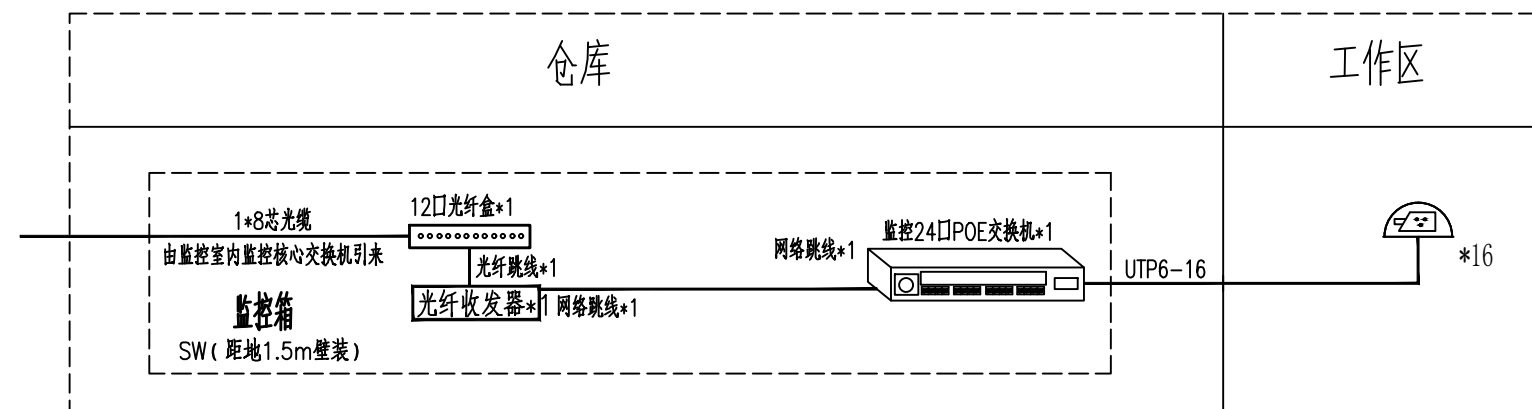 仓库
工作区
1*8芯光缆
由监控室内监控核心交换机引来
12口光纤盒*1
光纤跳线*1
光纤收发器*1
网络跳线*1
网络跳线*1
监控24口POE交换机*1
UTP6-16
*16
监控箱
SW(距地1.5m壁装)